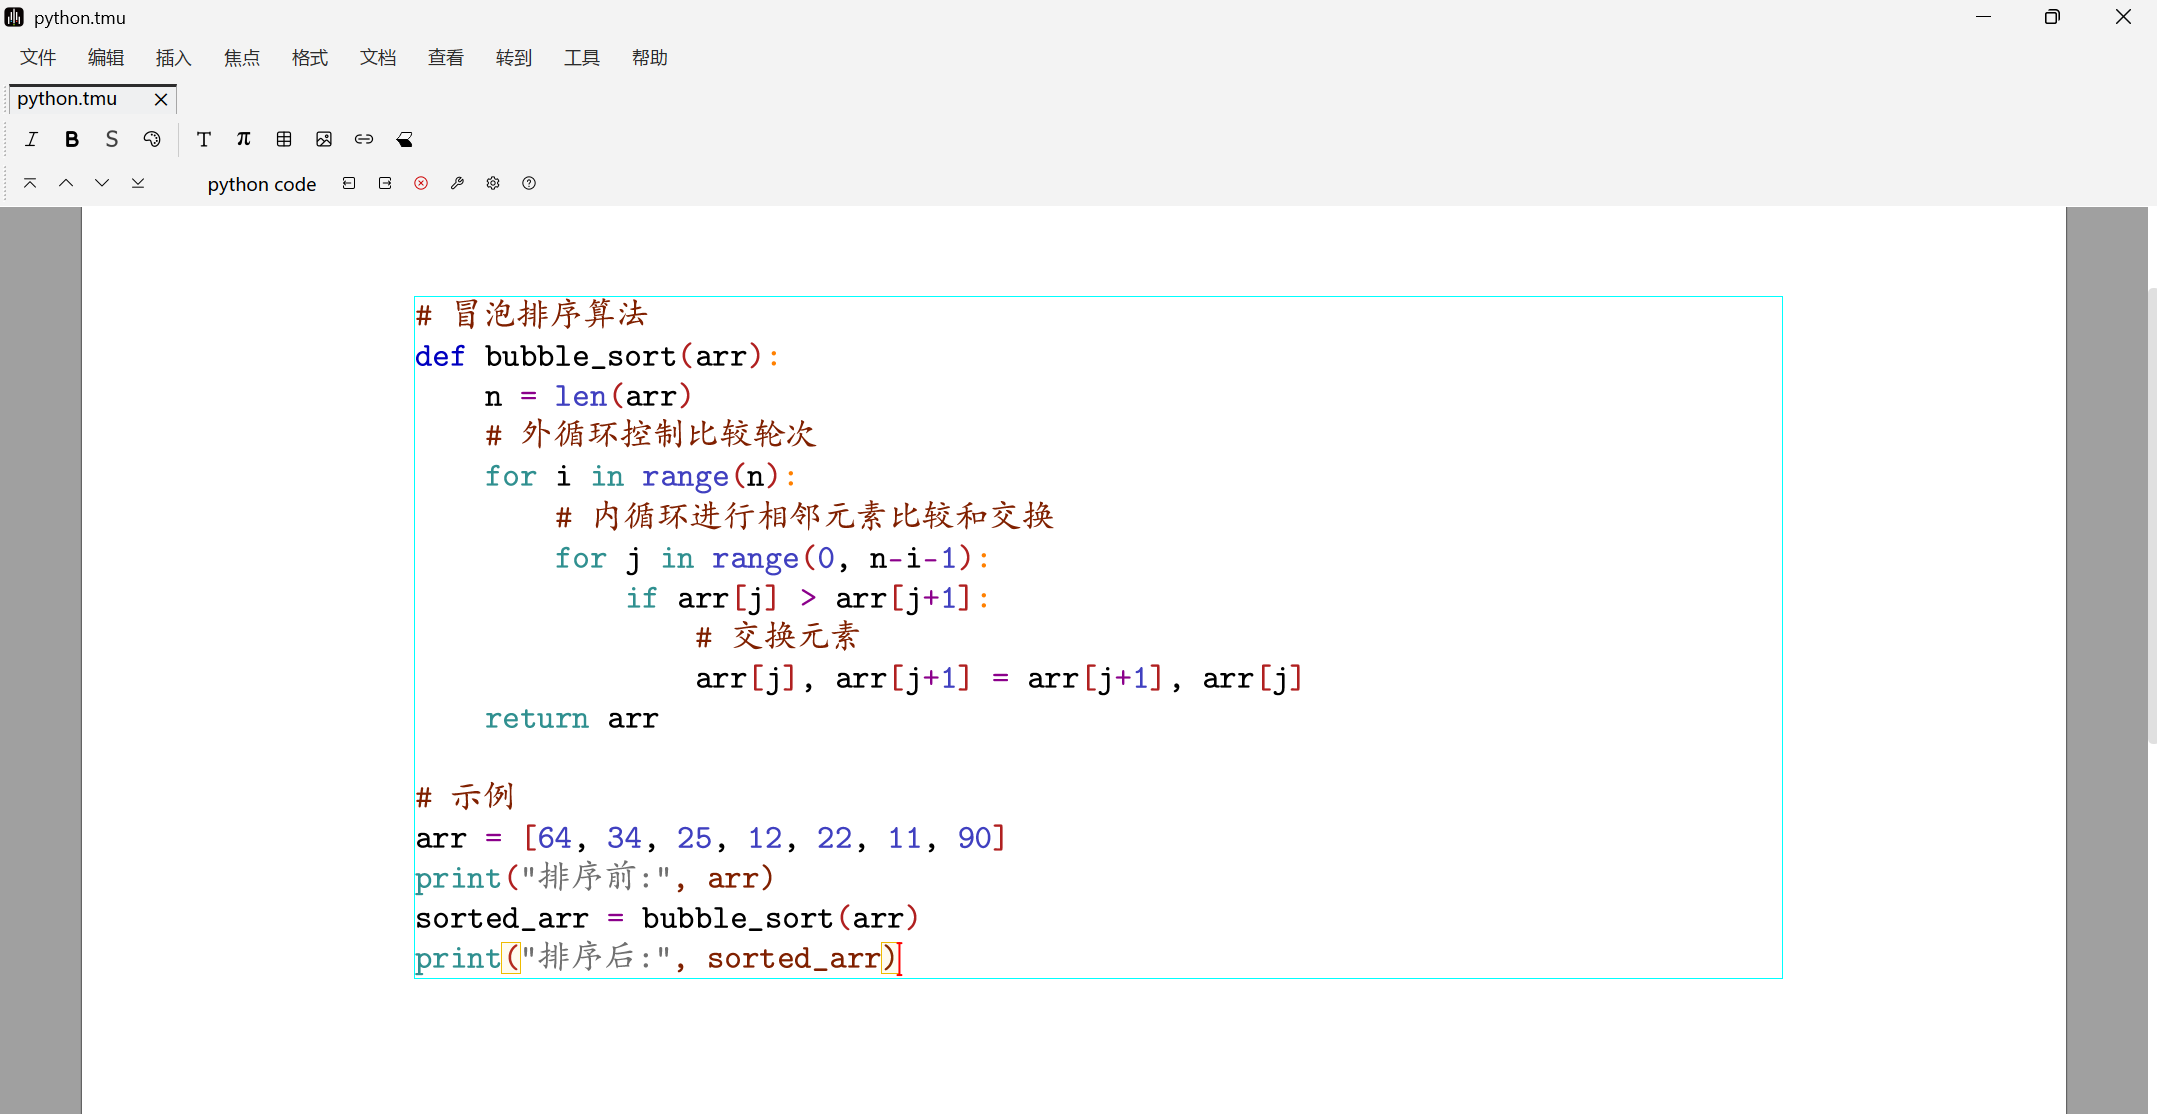 python.tmu
文件 编辑 插入 焦点 格式 文档 查看 转到 工具 帮助
python.tmu
python code
# 冒泡排序算法
def bubble_sort(arr):
    n = len(arr)
    # 外循环控制比较轮次
    for i in range(n):
        # 内循环进行相邻元素比较和交换
        for j in range(0, n-i-1):
            if arr[j] > arr[j+1]:
                # 交换元素
                arr[j], arr[j+1] = arr[j+1], arr[j]
    return arr
# 示例
arr = [64, 34, 25, 12, 22, 11, 90]
print("排序前:", arr)
sorted_arr = bubble_sort(arr)
print("排序后:", sorted_arr)